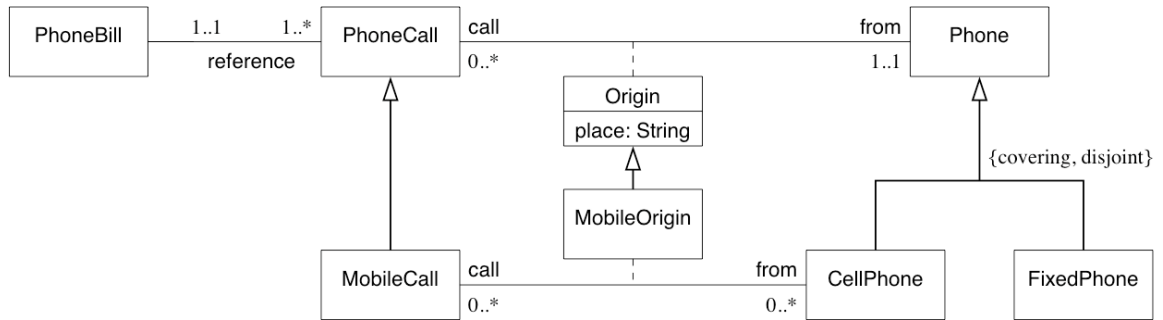 PhoneBill
1..1
1..*
reference
PhoneCall
call
0..*
from
1..1
Phone
Origin
place: String
{covering, disjoint}
MobileOrigin
MobileCall
call
0..*
from
0..*
CellPhone
FixedPhone